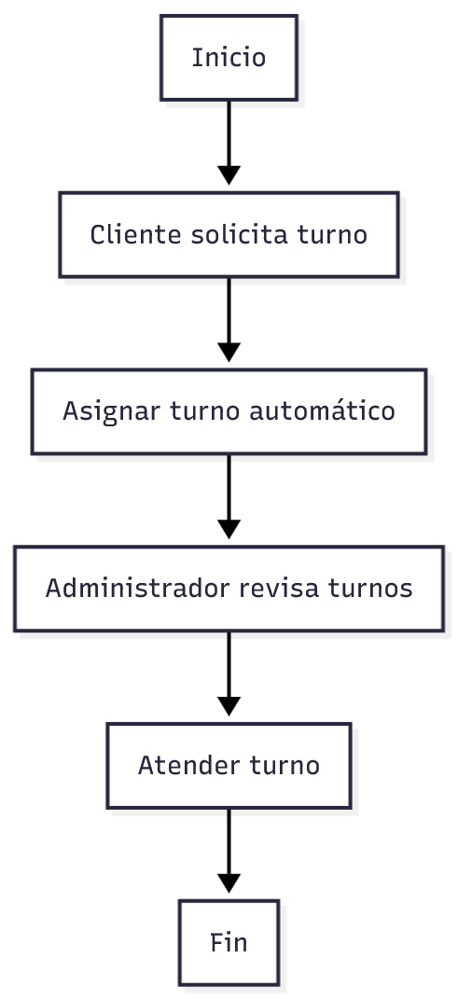 Inicio
Cliente solicita turno
Asignar turno automático
Administrador revisa turnos
Atender turno
Fin